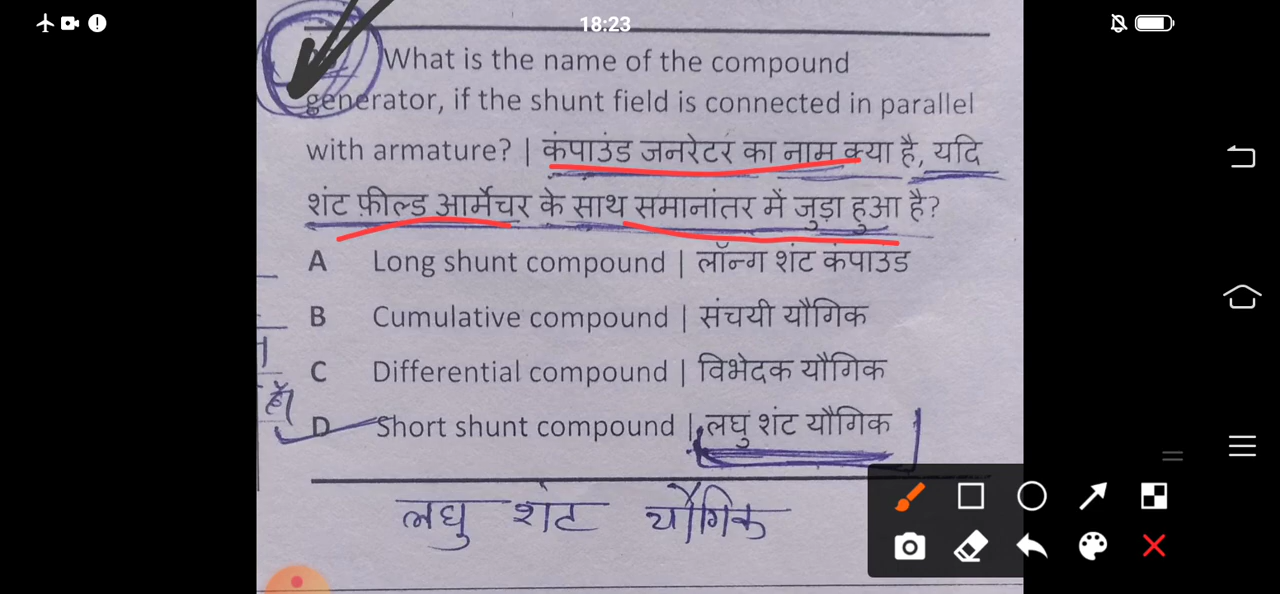 18:23
What is the name of the compound
generator, if the shunt field is connected in parallel
with armature? | कंपाउंड जनरेटर का नाम क्या है, यदि
शंट फ़ील्ड आर्मेचर के साथ समानांतर में जुड़ा हुआ है?
A Long shunt compound | लॉन्ग शंट कंपाउंड
B Cumulative compound | संचयी यौगिक
C Differential compound | विभेदक यौगिक
D Short shunt compound | लघु शंट यौगिक
लघु शंट यौगिक